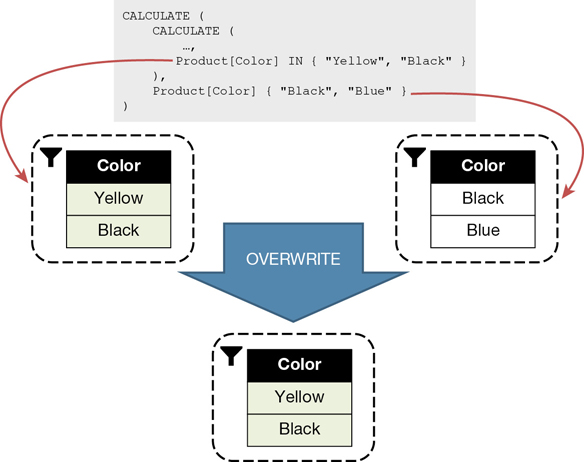 CALCULATE (
CALCULATE (
…,
Product[Color] IN { "Yellow", "Black" }
),
Product[Color] { "Black", "Blue" }
)
Color
Yellow
Black
Color
Black
Blue
OVERWRITE
Color
Yellow
Black